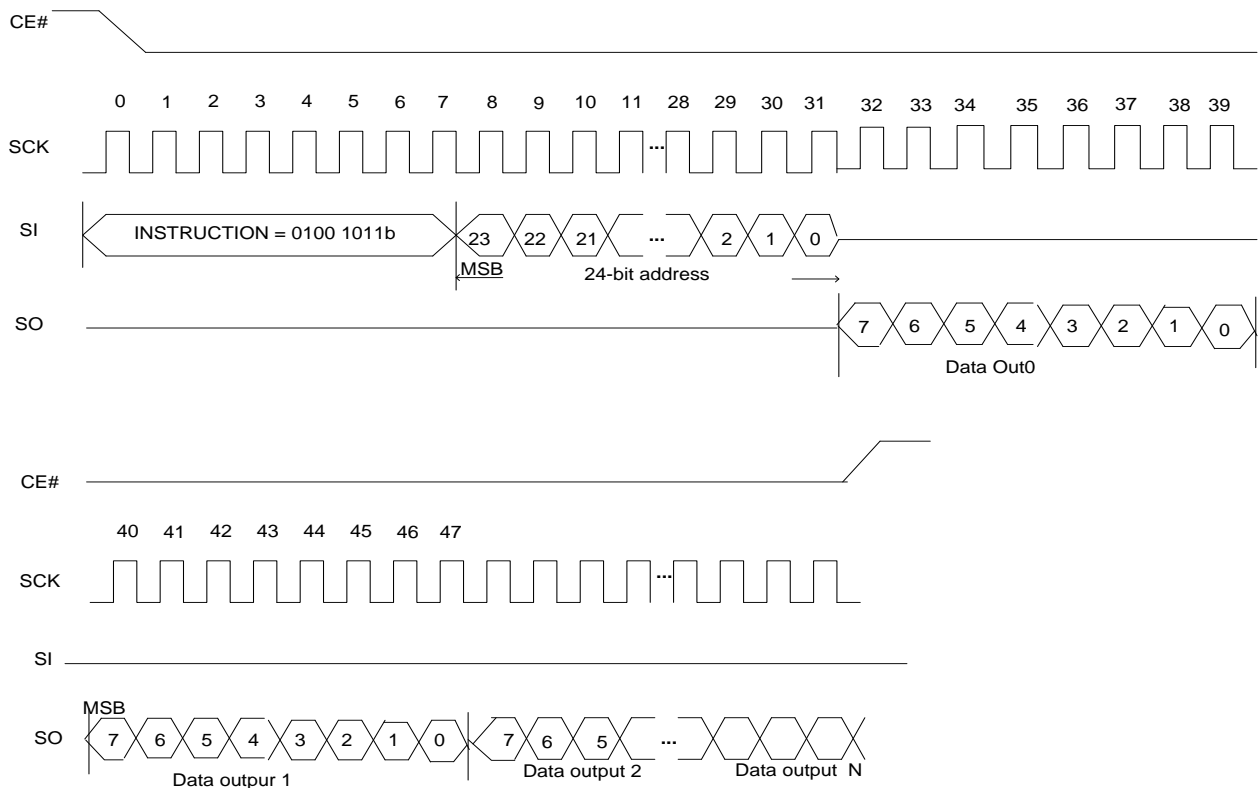 CE#
0 1 2 3 4 5 6 7 8 9 10 11 28 29 30 31 32 33 34 35 36 37 38 39
SCK ...
SI INSTRUCTION = 0100 1011b 23 22 21 ... 2 1 0
MSB 24-bit address
SO 7 6 5 4 3 2 1 0
Data Out0
CE#
40 41 42 43 44 45 46 47
SCK ...
SI
MSB
SO 7 6 5 4 3 2 1 0 7 6 5 ...
Data outpur 1 Data output 2 Data output N